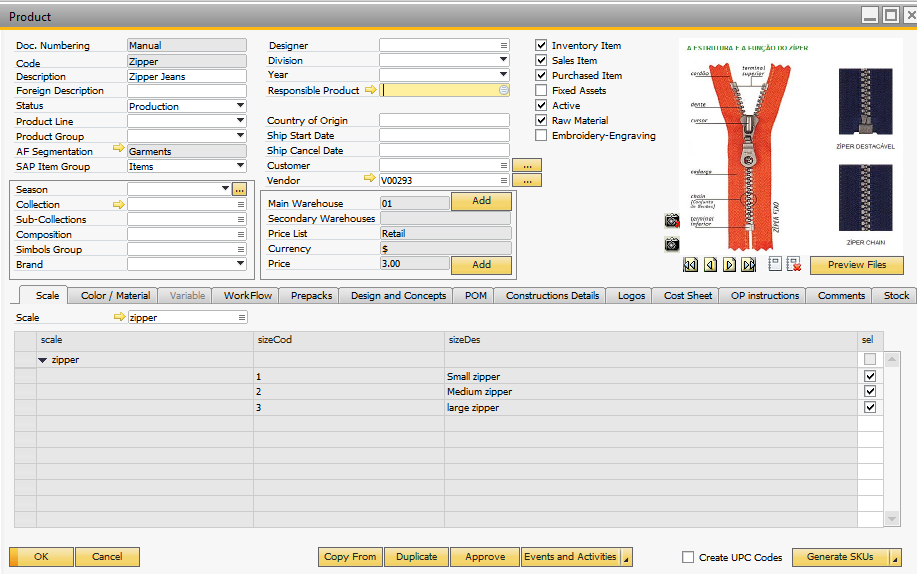 Product
Doc. Numbering Manual
Code Zipper
Description Zipper Jeans
Foreign Description
Status Production
Product Line
Product Group
AF Segmentation Garments
SAP Item Group Items
Season ...
Collection
Sub-Collections
Composition
Simbols Group
Brand
Designer
Division
Year
Responsible Product
Country of Origin
Ship Start Date
Ship Cancel Date
Customer ...
Vendor V00293 ...
Main Warehouse 01 Add
Secondary Warehouses
Price List Retail
Currency $
Price 3.00 Add
Inventory Item
Sales Item
Purchased Item
Fixed Assets
Active
Raw Material
Embroidery-Engraving
A ESTRUTURA E A FUNÇÃO DO ZÍPER
cordão
terminal
superior
dente
cursor
cadarço
chain
(Conjunto
de dentes)
terminal
inferior
ZÍPER FIXO
ZÍPER DESTACÁVEL
ZÍPER CHAIN
Preview Files
Scale Color / Material Variable WorkFlow Prepacks Design and Concepts POM Constructions Details Logos Cost Sheet OP instructions Comments Stock
Scale zipper
scale sizeCod sizeDes sel
zipper
1 Small zipper
2 Medium zipper
3 large zipper
OK Cancel Copy From Duplicate Approve Events and Activities Create UPC Codes Generate SKUs